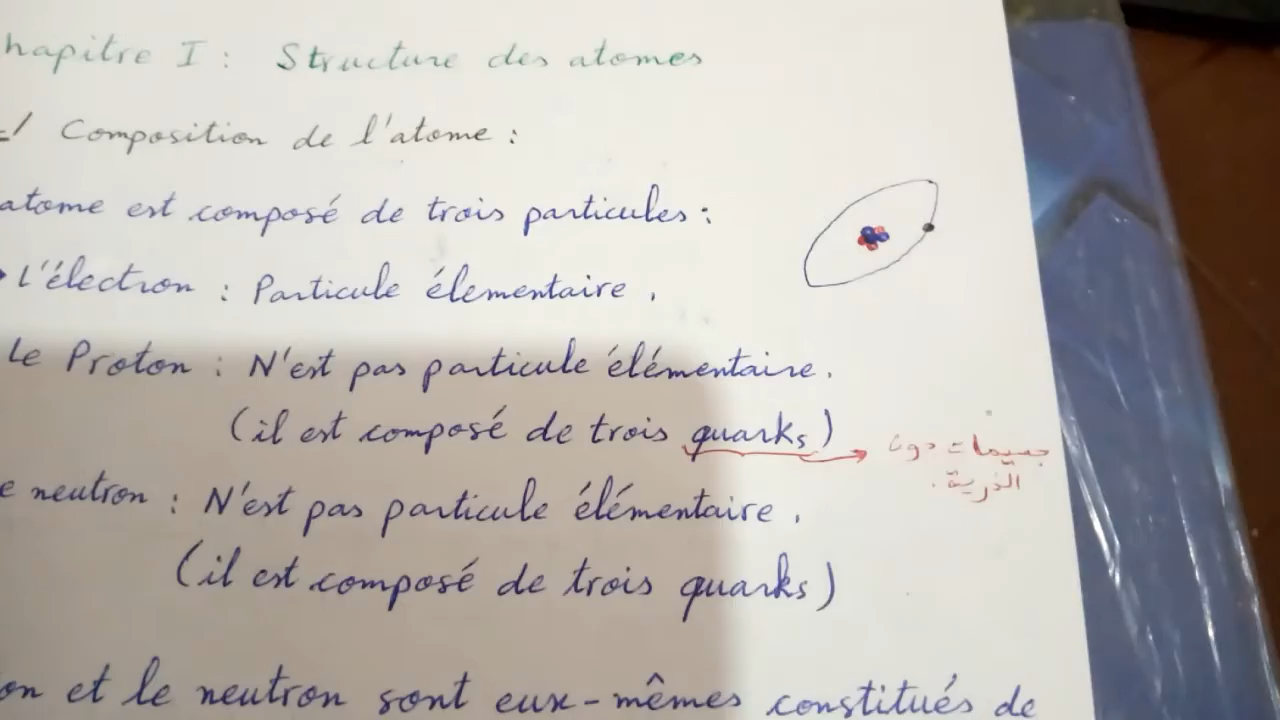 hapitre I : Structure des atomes
-/ Composition de l'atome :
atome est composé de trois particules :
L'électron : Particule élementaire.
Le Proton : N'est pas particule élémentaire.
(il est composé de trois quarks)
جسيمات دون
الذرية.
e neutron : N'est pas particule élémentaire.
(il est composé de trois quarks)
on et le neutron sont eux-mêmes constitués de